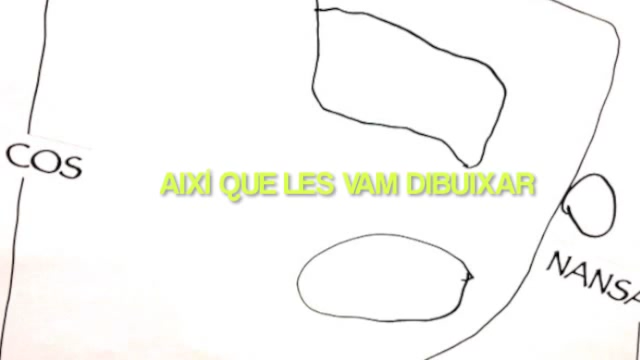 COS
AIXÍ QUE LES VAM DIBUIXAR
NANSA